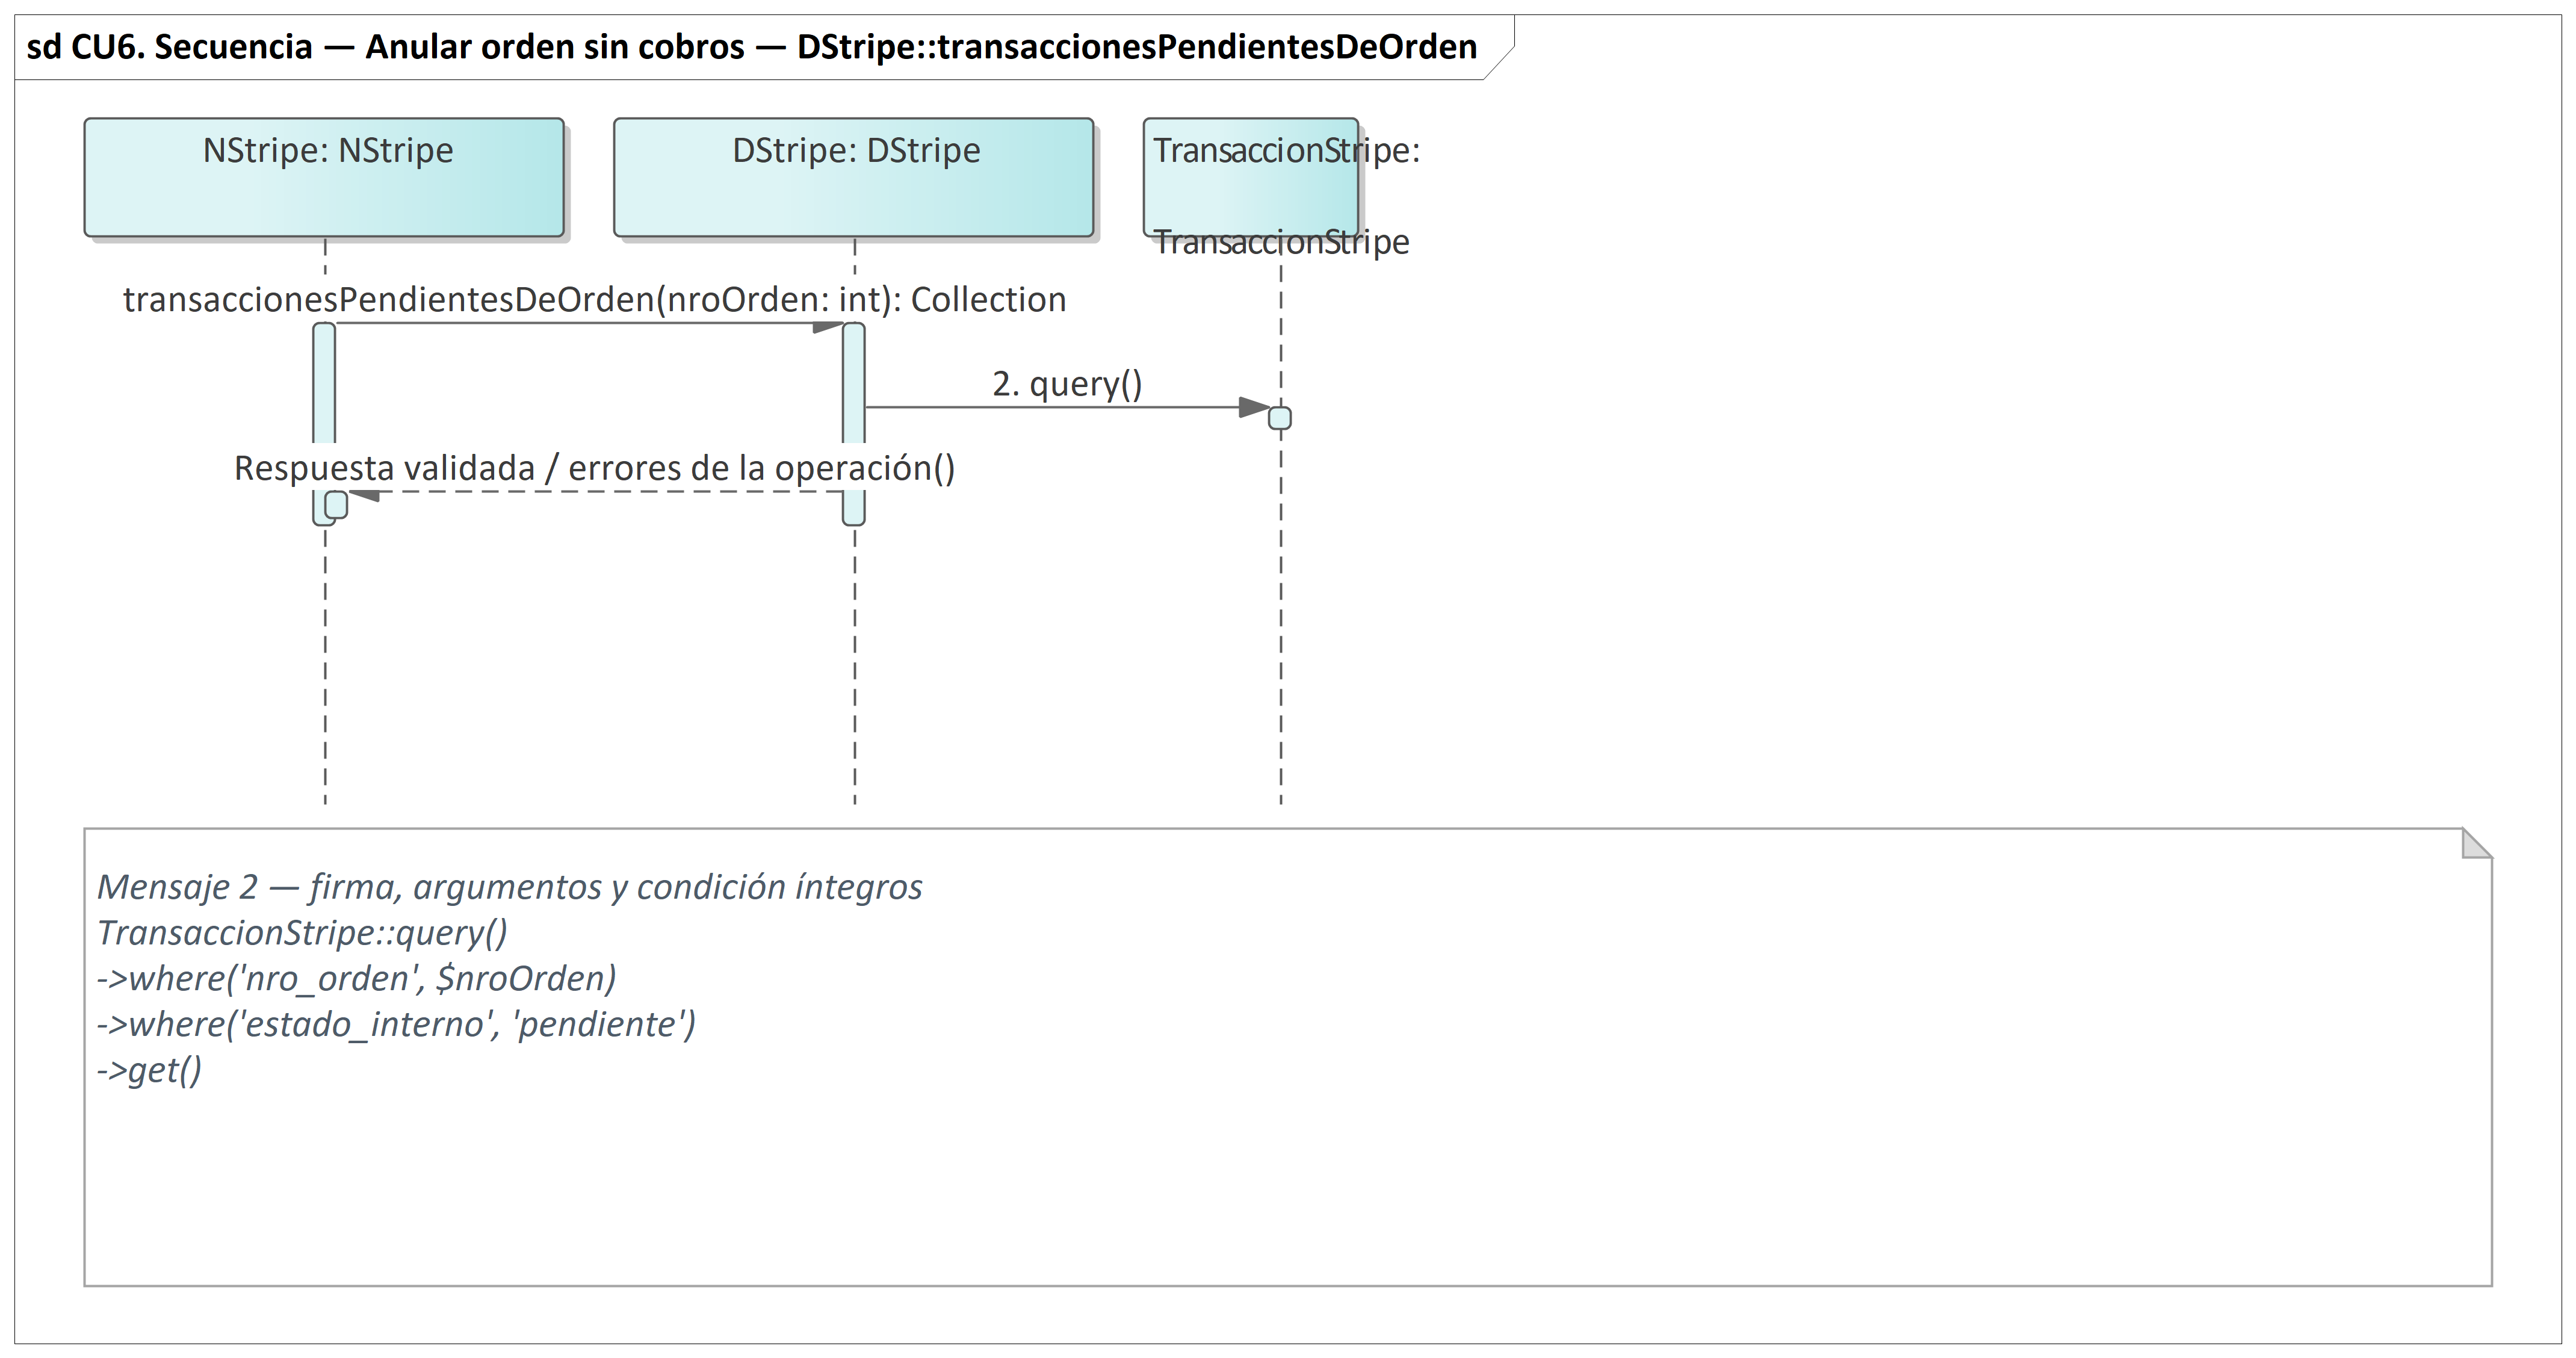 sd CU6. Secuencia — Anular orden sin cobros — DStripe::transaccionesPendientesDeOrden
NStripe: NStripe
DStripe: DStripe
TransaccionStripe:
TransaccionStripe
transaccionesPendientesDeOrden(nroOrden: int): Collection
2. query()
Respuesta validada / errores de la operación()
Mensaje 2 — firma, argumentos y condición íntegros
TransaccionStripe::query()
->where('nro_orden', $nroOrden)
->where('estado_interno', 'pendiente')
->get()